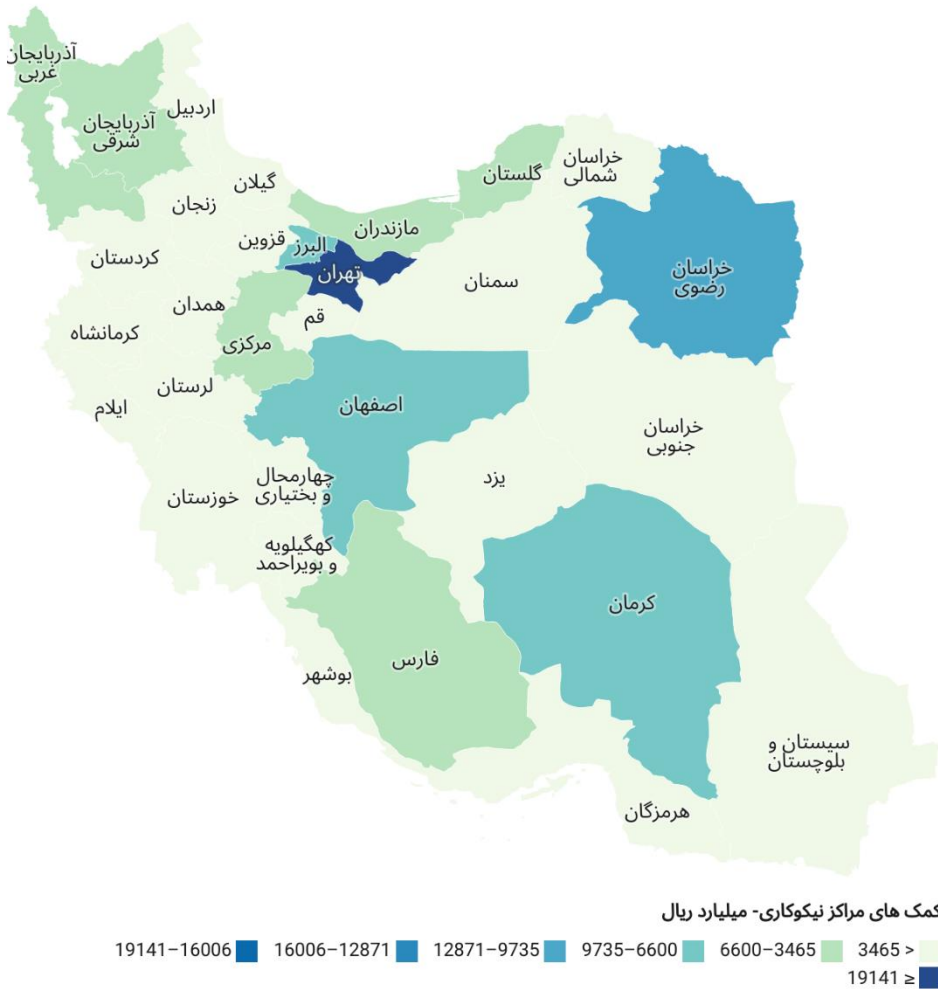 آذربایجان
غربی
آذربایجان
شرقی
اردبیل
گیلان
زنجان
کردستان
قزوین
البرز
تهران
مازندران
گلستان
خراسان
شمالی
خراسان
رضوی
سمنان
همدان
قم
کرمانشاه
مرکزی
لرستان
ایلام
اصفهان
خراسان
جنوبی
یزد
چهارمحال
و بختیاری
خوزستان
کهگیلویه
و بویراحمد
کرمان
فارس
بوشهر
سیستان و
بلوچستان
هرمزگان
کمک های مراکز نیکوکاری- میلیارد ریال
3465 >
6600–3465
9735–6600
12871–9735
16006–12871
19141–16006
19141 ≤